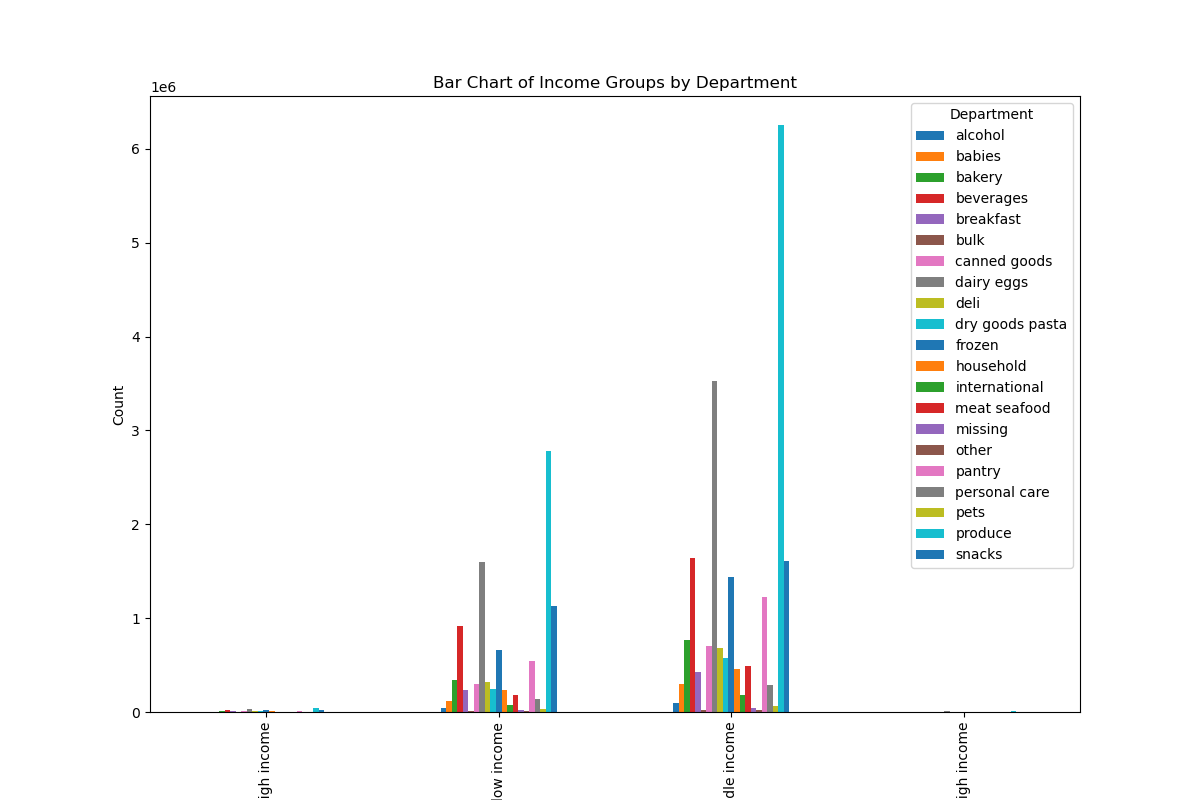 Bar Chart of Income Groups by Department
1e6
Department
alcohol
babies
bakery
beverages
breakfast
bulk
canned goods
dairy eggs
deli
dry goods pasta
frozen
household
international
meat seafood
missing
other
pantry
personal care
pets
produce
snacks
Count
6
5
4
3
2
1
0
igh income
low income
dle income
igh income